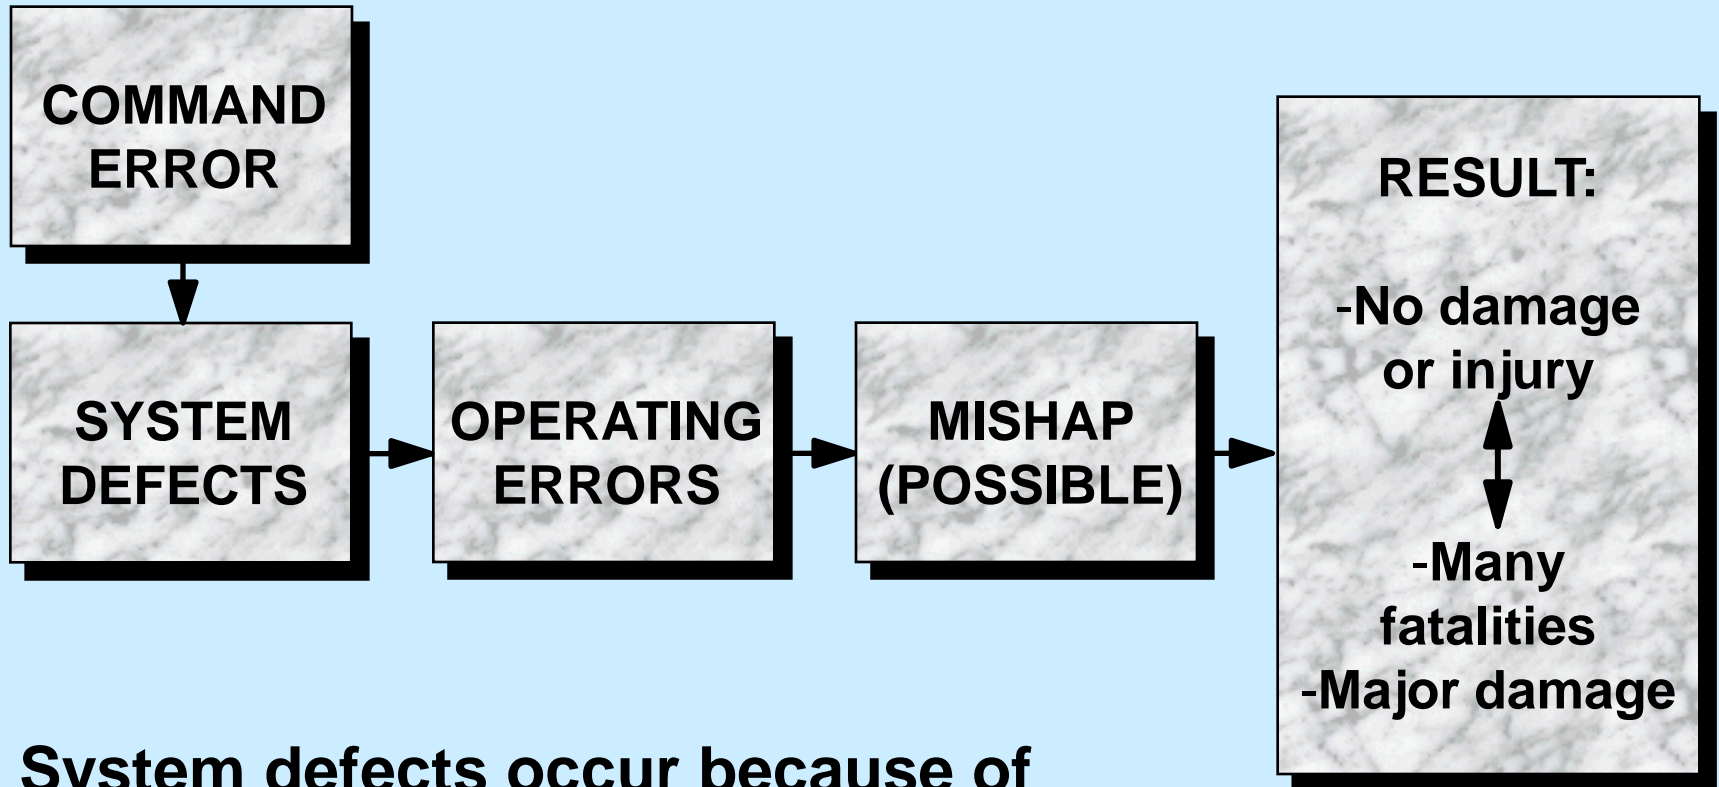 COMMAND
ERROR
SYSTEM
DEFECTS
OPERATING
ERRORS
MISHAP
(POSSIBLE)
RESULT:
-No damage
or injury
-Many
fatalities
-Major damage
System defects occur because of